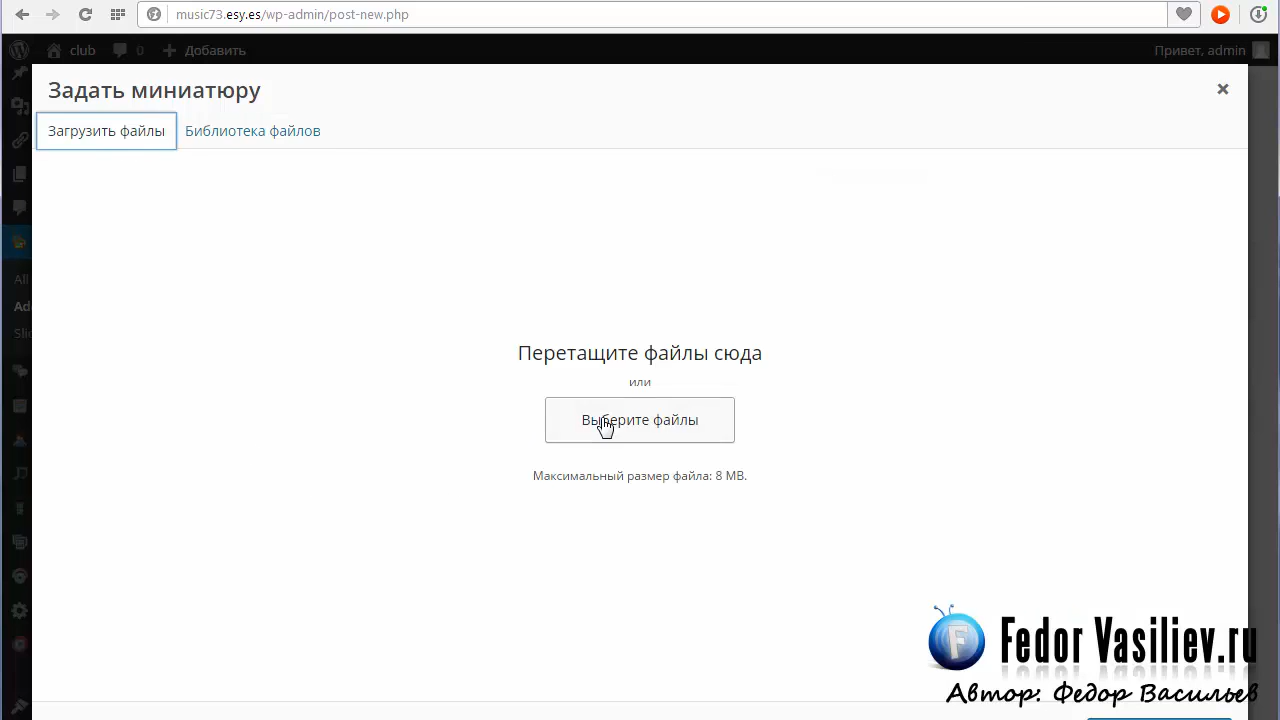 music73.esy.es/wp-admin/post-new.php
club
0
Добавить
Привет, admin
Задать миниатюру
Загрузить файлы
Библиотека файлов
All
Перетащите файлы сюда
или
Выберите файлы
Максимальный размер файла: 8 MB.
F
Fedor Vasiliev.ru
Автор: Федор Васильев